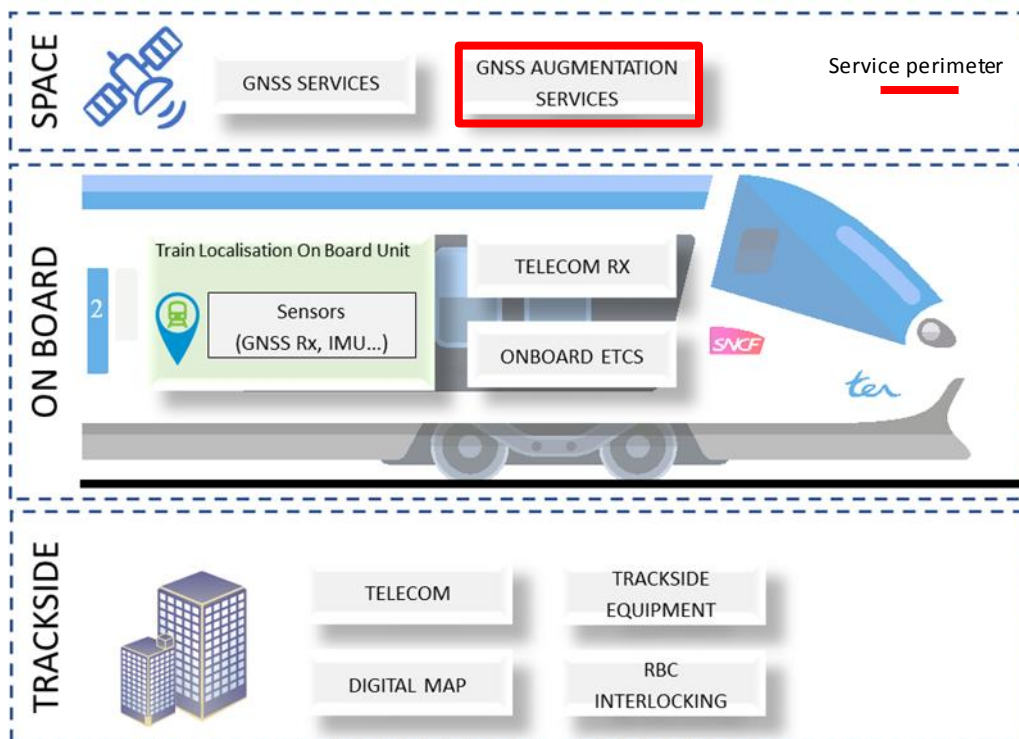 SPACE
GNSS SERVICES
GNSS AUGMENTATION
SERVICES
Service perimeter
ON BOARD
2
Train Localisation On Board Unit
Sensors
(GNSS Rx, IMU...)
TELECOM RX
ONBOARD ETCS
SNCF
ter
TRACKSIDE
TELECOM
TRACKSIDE
EQUIPMENT
DIGITAL MAP
RBC
INTERLOCKING